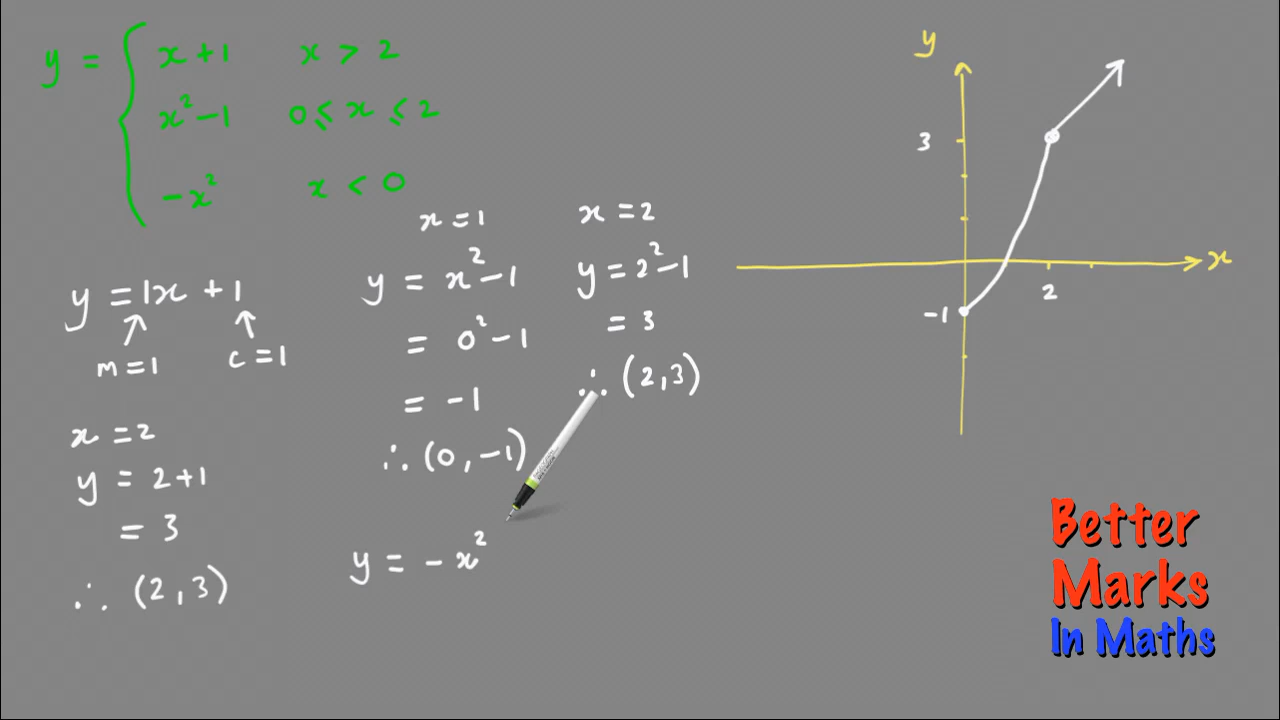 y = { x + 1 x > 2
x² - 1 0 ≤ x ≤ 2
-x² x < 0
y = 1x + 1
m = 1 c = 1
x = 2
y = 2 + 1
= 3
∴ (2, 3)
x = 1
y = x² - 1
= 0² - 1
= -1
∴ (0, -1)
x = 2
y = 2² - 1
= 3
∴ (2, 3)
y = -x²
y
3
x
2
-1
Better
Marks
In Maths